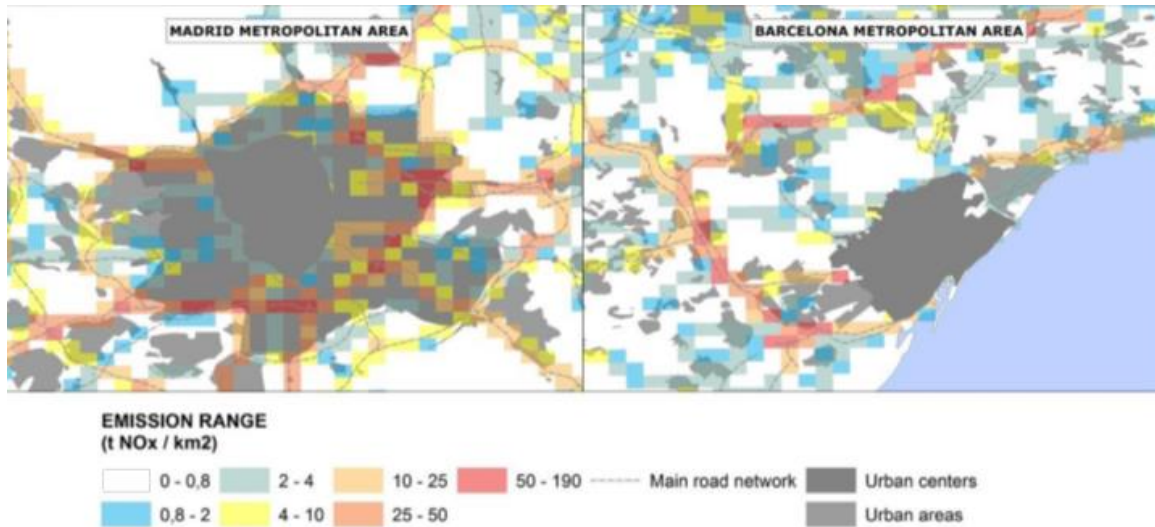 MADRID METROPOLITAN AREA
BARCELONA METROPOLITAN AREA
EMISSION RANGE
(t NOx / km2)
0 - 0,8
2 - 4
10 - 25
50 - 190
Main road network
Urban centers
0,8 - 2
4 - 10
25 - 50
Urban areas